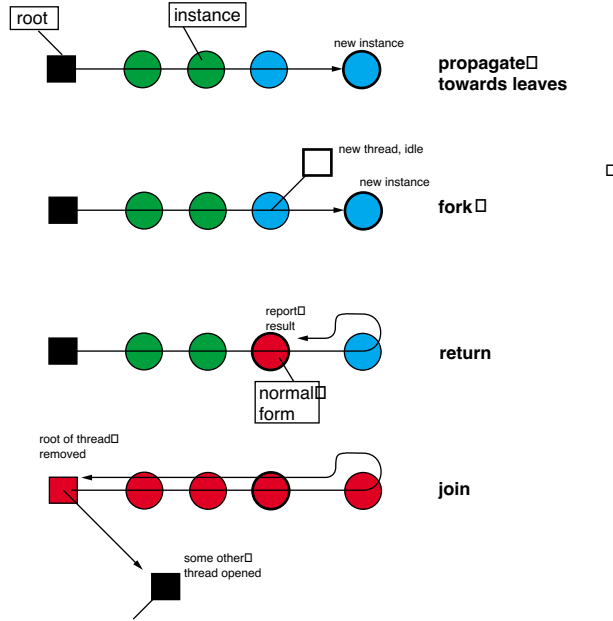 root
instance
new instance
propagate
towards leaves
new thread, idle
new instance
fork
report
result
return
normal
form
root of thread
removed
join
some other
thread opened